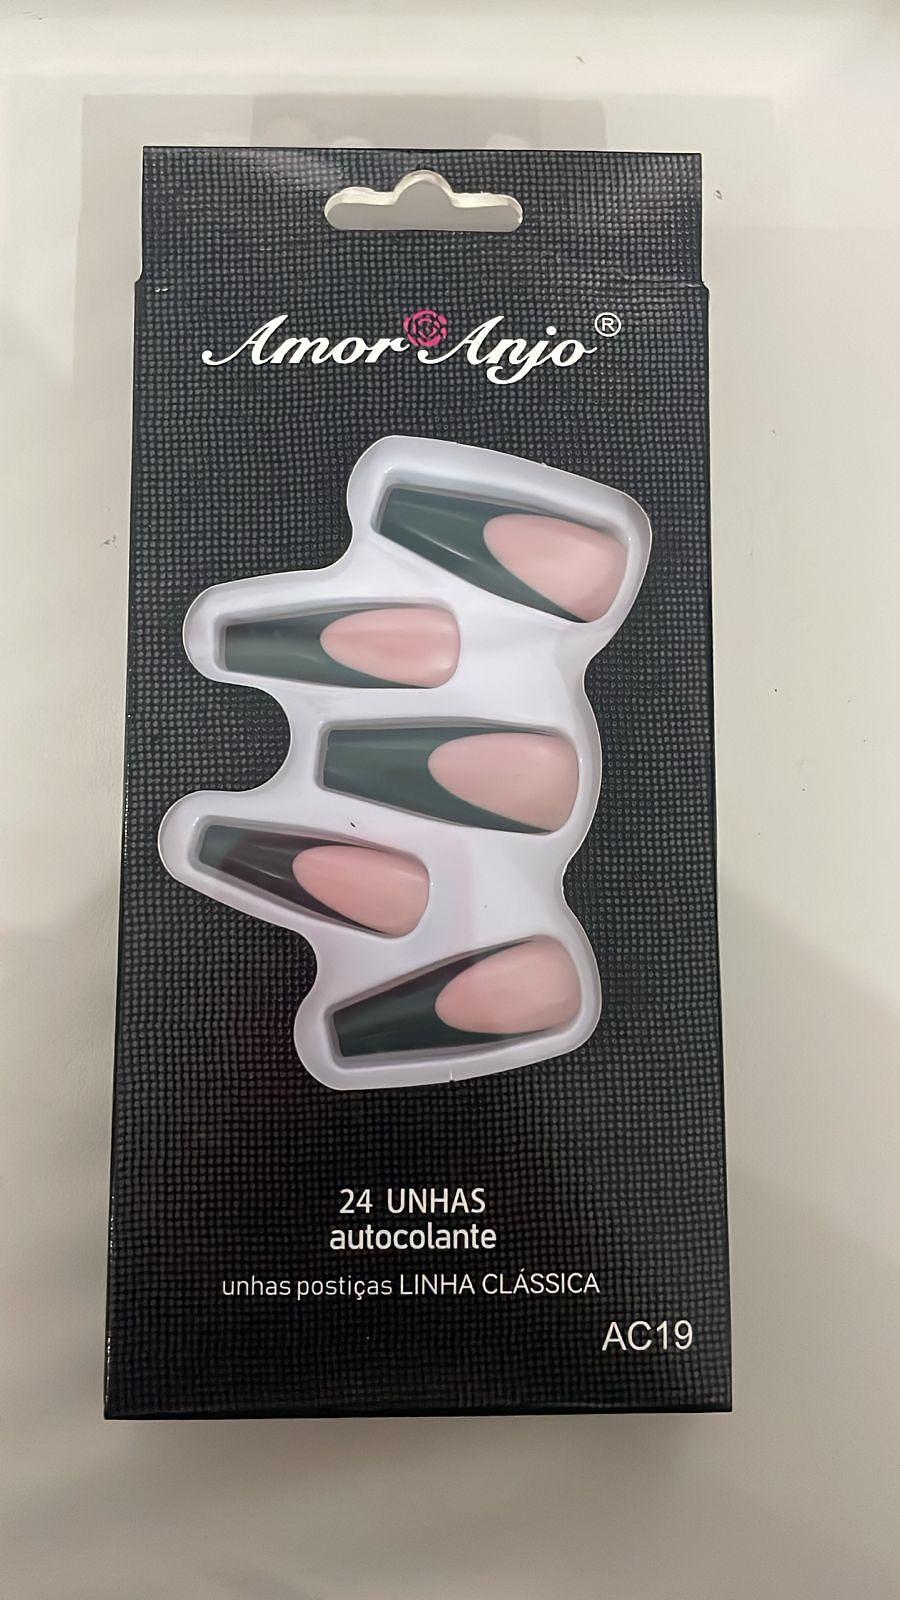 Amor Anjo®
24 UNHAS
autocolante
unhas postiças LINHA CLÁSSICA
AC19